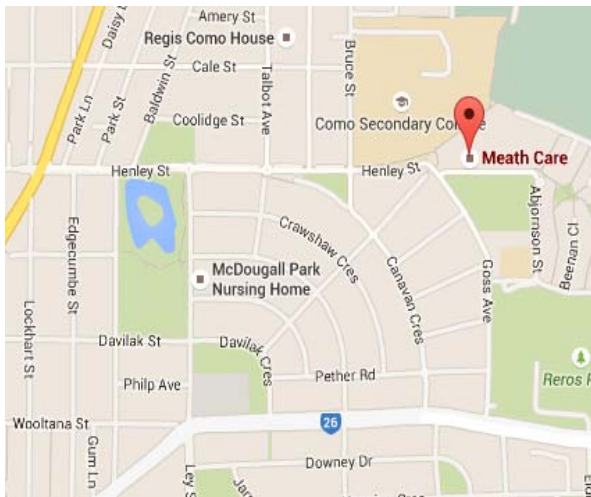 Amery St
Daisy
Regis Como House
Bruce St
Cale St
Talbot Ave
Baldwin St
Park Ln
Park St
Coolidge St
Como Secondary
Henley St
Henley St
Meath Care
Abjornson St
Beenan Cl
Edgecumbe St
Crawshaw Cres
Canavan Cres
Goss Ave
McDougall Park
Nursing Home
Lockhart St
Davilak St
Davilak Cres
Philp Ave
Pether Rd
Reros
Wooltana St
26
Gum Ln
Ley St
Downey Dr
Cres